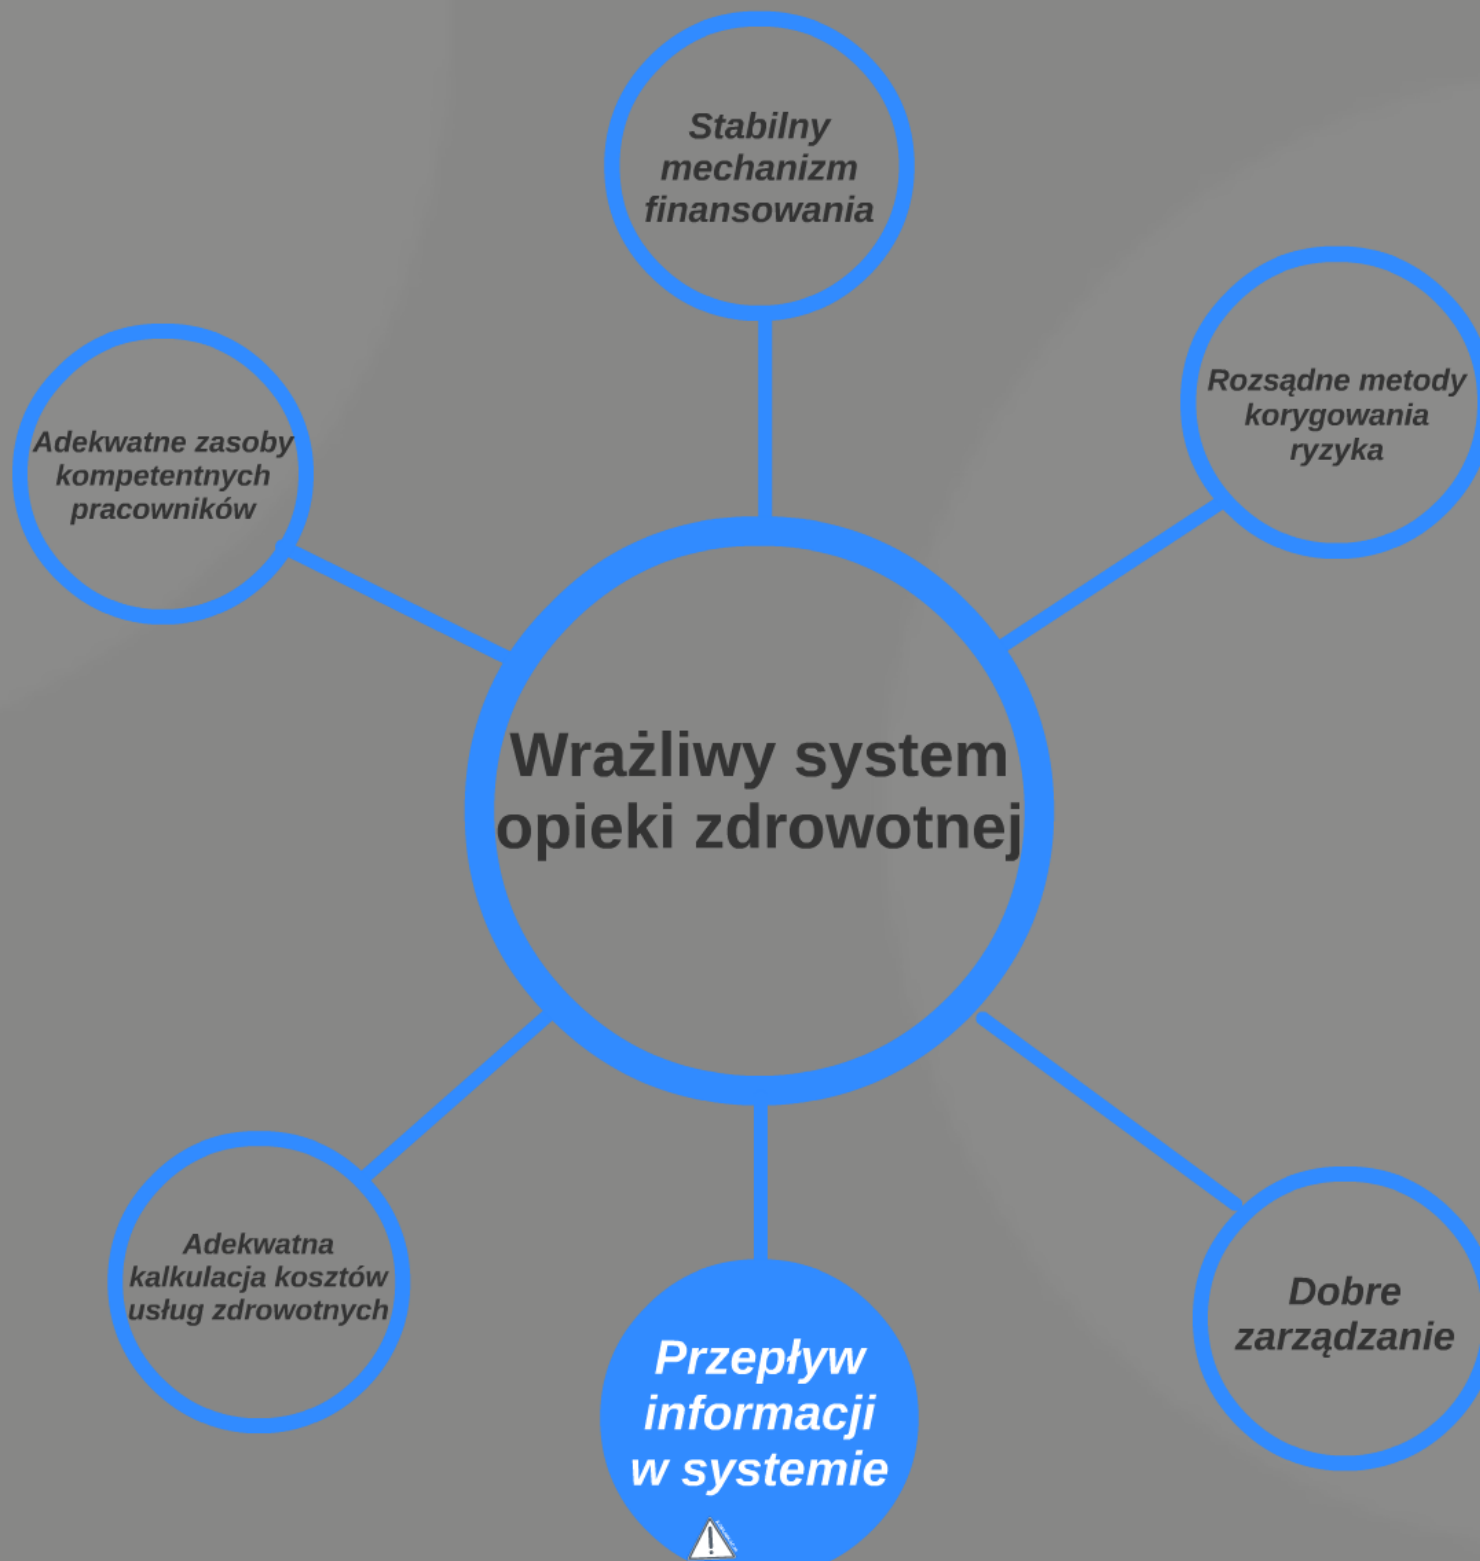 Stabilny
mechanizm
finansowania
Rozsądne metody
korygowania
ryzyka
Adekwatne zasoby
kompetentnych
pracowników
Wrażliwy system
opieki zdrowotnej
Adekwatna
kalkulacja kosztów
usług zdrowotnych
Dobre
zarządzanie
Przepływ
informacji
w systemie